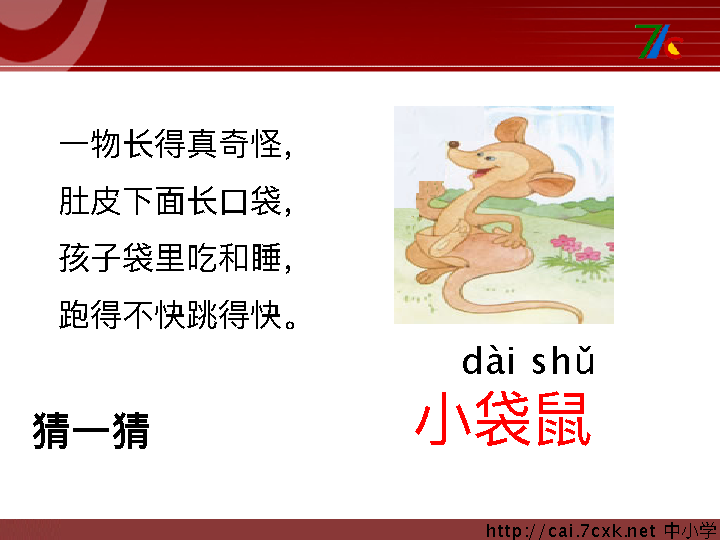 7c
一物长得真奇怪，
肚皮下面长口袋，
孩子袋里吃和睡，
跑得不快跳得快。
dài shǔ
小袋鼠
猜一猜
http://cai.7cxk.net 中小学